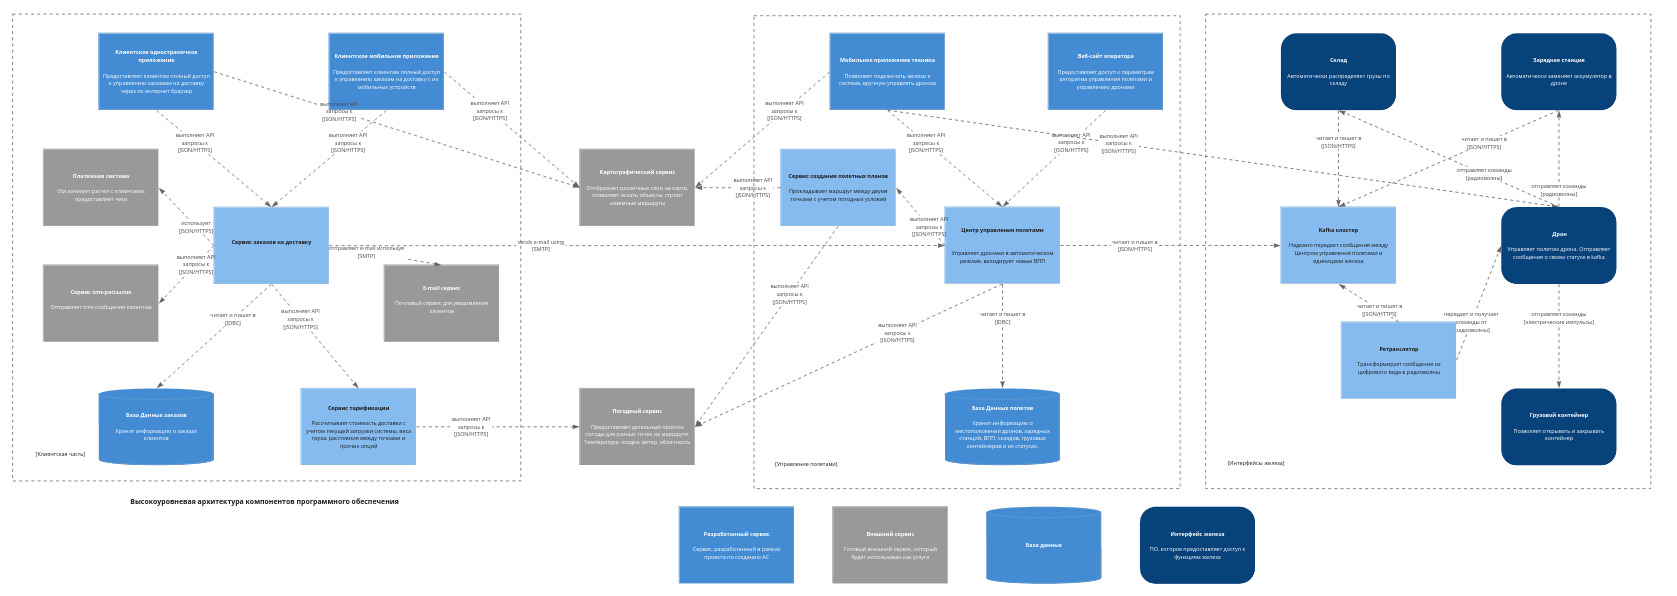 Клиентское одностраничное
приложение
Предоставляет клиентам полный доступ
к управлению заказами на доставку
через их интернет браузер
Клиентское мобильное приложение
Предоставляет клиентам полный доступ
к управлению заказам на доставку с их
мобильных устройств
выполняет API
запросы к
[JSON/HTTPS]
выполняет API
запросы к
[JSON/HTTPS]
выполняет API
запросы к
[JSON/HTTPS]
выполняет API
запросы к
[JSON/HTTPS]
Платежная система
Организует расчет с клиентами,
предоставляет чеки
использует
[JSON/HTTPS]
Сервис заказов на доставку
выполняет API
запросы к
[JSON/HTTPS]
Сервис sms-рассылок
Отправляет sms-сообщения клиентам
отправляет e-mail используя
[SMTP]
E-mail сервис
Почтовый сервис для уведомления
клиентов
sends e-mail using
[SMTP]
читает и пишет в
[JDBC]
выполняет API
запросы к
[JSON/HTTPS]
База Данных заказов
Хранит информацию о заказах
клиентов
Сервис тарификации
Рассчитывает стоимость доставки с
учетом текущей загрузки системы, веса
груза, расстояния между точками и
прочих опций
выполняет API
запросы к
[JSON/HTTPS]
[Клиентская часть]
Высокоуровневая архитектура компонентов программного обеспечения
Картографический сервис
Отображает различные слои на карте,
позволяет искать объекты, строит
наземные маршруты
Погодный сервис
Предоставляет детальный прогноз
погоды для разных точек на маршруте.
Температура, осадки, ветер, облачность
Мобильное приложение техника
Позволяет подключать железо к
системе, вручную управлять дроном
Веб-сайт оператора
Предоставляет доступ к параметрам
алгоритма управления полетами и
управлению дронами
выполняет API
запросы к
[JSON/HTTPS]
выполняет API
запросы к
[JSON/HTTPS]
выполняет API
запросы к
[JSON/HTTPS]
выполняет API
запросы к
[JSON/HTTPS]
Сервис создания полетных планов
Прокладывает маршрут между двумя
точками с учетом погодных условий
выполняет API
запросы к
[JSON/HTTPS]
выполняет API
запросы к
[JSON/HTTPS]
Центр управления полетами
Управляет дронами в автоматическом
режиме, валидирует новые ВПП
читает и пишет в
[JSON/HTTPS]
выполняет API
запросы к
[JSON/HTTPS]
выполняет API
запросы к
[JSON/HTTPS]
читает и пишет в
[JDBC]
База Данных полетов
Хранит информацию о
местоположении дронов, зарядных
станций, ВПП, складов, грузовых
контейнеров и их статусах.
[Управление полетами]
Склад
Автоматически распределяет грузы по
складу
Зарядная станция
Автоматически заменяет аккумулятор в
дроне
читает и пишет в
[JSON/HTTPS]
читает и пишет в
[JSON/HTTPS]
отправляет команды
[радиоволны]
отправляет команды
[радиоволны]
Kafka кластер
Надежно передает сообщения между
Центром управления полетами и
единицами железа
Дрон
Управляет полетом дрона. Отправляет
сообщения о своем статусе в kafka
читает и пишет в
[JSON/HTTPS]
передает и получает
команды от
[радиоволны]
отправляет команды
[электрические импульсы]
Ретранслятор
Трансформирует сообщения из
цифрового вида в радиоволны
Грузовой контейнер
Позволяет открывать и закрывать
контейнер
[Интерфейсы железа]
Разработанный сервис
Сервис, разработанный в рамках
проекта по созданию АС
Внешний сервис
Готовый внешний сервис, который
будет использован как услуга
База данных
Интерфейс железа
ПО, которое предоставляет доступ к
функциям железа